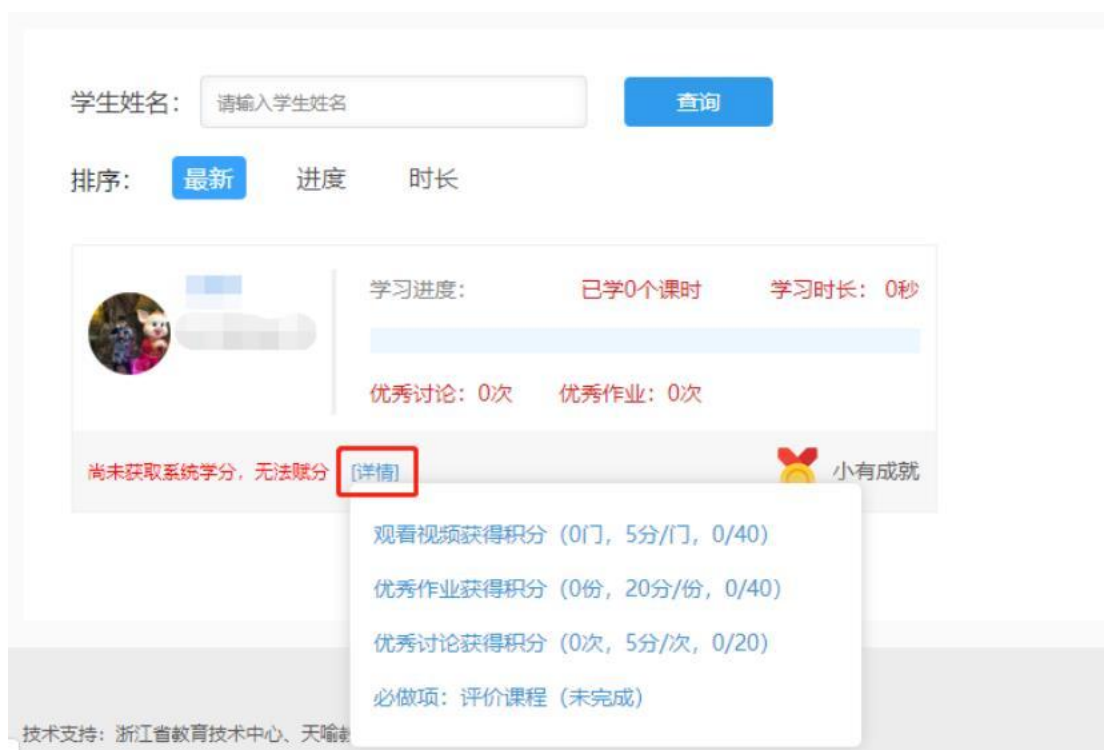 学生姓名： 请输入学生姓名 查询
排序： 最新 进度 时长
学习进度： 已学0个课时 学习时长： 0秒
优秀讨论：0次 优秀作业：0次
尚未获取系统学分，无法赋分 [详情] 小有成就
观看视频获得积分（0门，5分/门，0/40）
优秀作业获得积分（0份，20分/份，0/40）
优秀讨论获得积分（0次，5分/次，0/20）
必做项：评价课程（未完成）
技术支持：浙江省教育技术中心、天喻